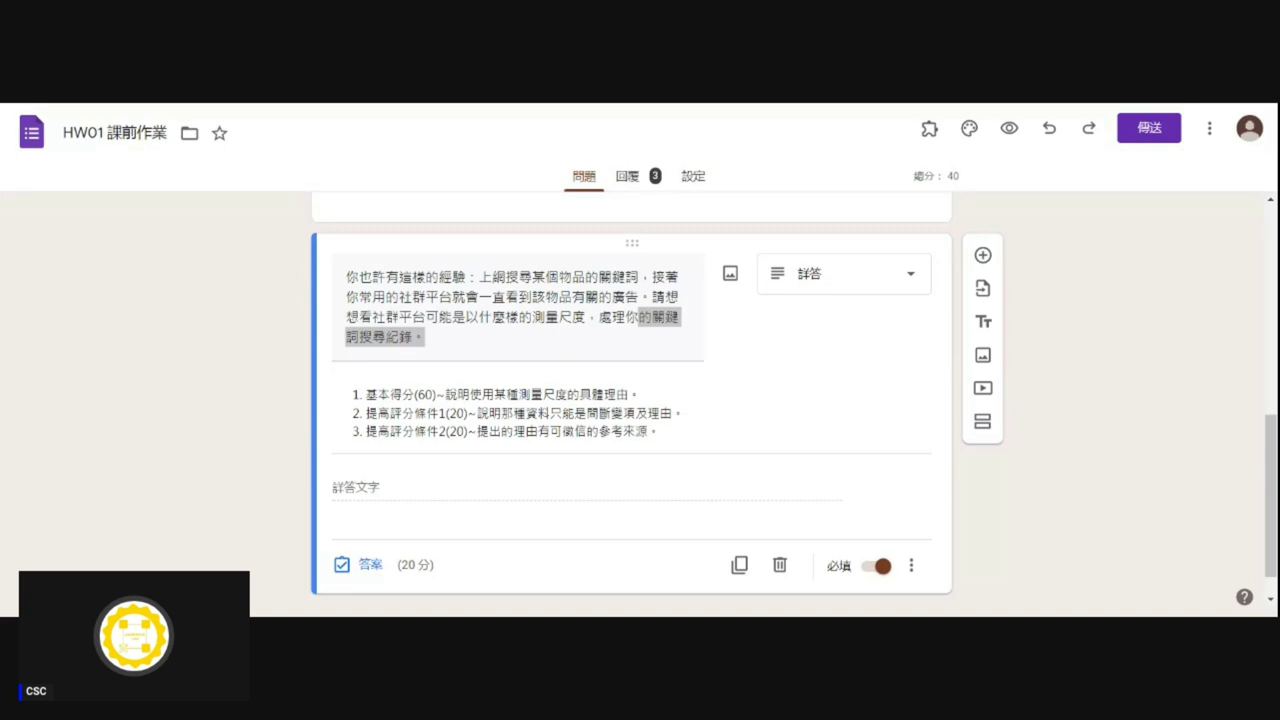 HW01 課前作業
傳送
問題
回覆 3
設定
總分： 40
你也許有這樣的經驗：上網搜尋某個物品的關鍵詞，接著
你常用的社群平台就會一直看到該物品有關的廣告。請想
想看社群平台可能是以什麼樣的測量尺度，處理你的關鍵
詞搜尋紀錄。
詳答
1. 基本得分(60)~說明使用某種測量尺度的具體理由。
2. 提高評分條件1(20)~說明那種資料只能是間斷變項及理由。
3. 提高評分條件2(20)~提出的理由有可徵信的參考來源。
詳答文字
答案 (20 分)
必填
CSC